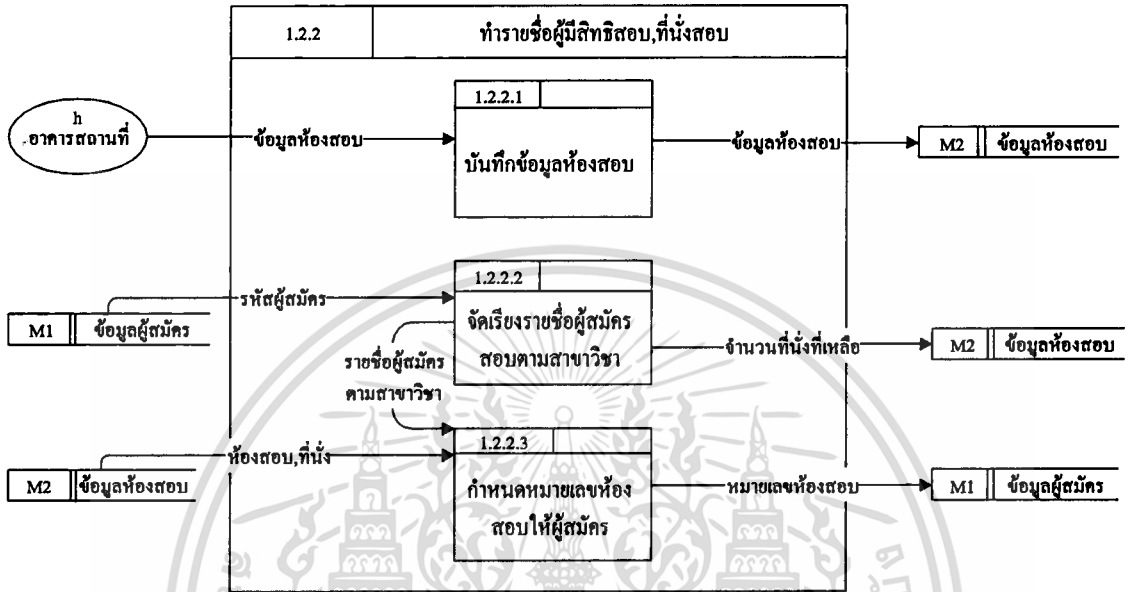 1.2.2
ทำรายชื่อผู้มีสิทธิสอบ,ที่นั่งสอบ
h
อาคารสถานที่
ข้อมูลห้องสอบ
1.2.2.1
บันทึกข้อมูลห้องสอบ
ข้อมูลห้องสอบ
M2 ข้อมูลห้องสอบ
M1 ข้อมูลผู้สมัคร
รหัสผู้สมัคร
1.2.2.2
จัดเรียงรายชื่อผู้สมัคร
สอบตามสาขาวิชา
จำนวนที่นั่งที่เหลือ
M2 ข้อมูลห้องสอบ
รายชื่อผู้สมัคร
ตามสาขาวิชา
M2 ข้อมูลห้องสอบ
ห้องสอบ,ที่นั่ง
1.2.2.3
กำหนดหมายเลขห้อง
สอบให้ผู้สมัคร
หมายเลขห้องสอบ
M1 ข้อมูลผู้สมัคร